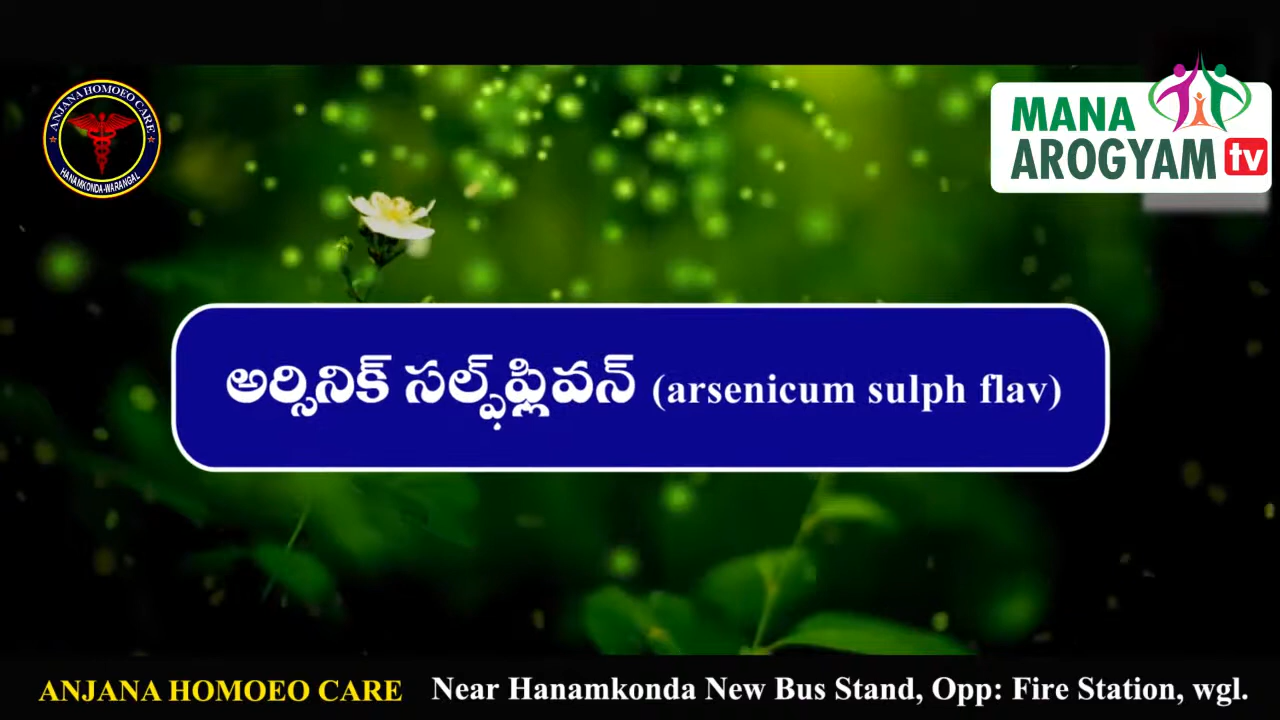 ANJANA HOMOEO CARE
HANAMKONDA-WARANGAL
MANA
AROGYAM tv
అర్సినిక్ సల్ఫ్‌ఫ్లివన్ (arsenicum sulph flav)
ANJANA HOMOEO CARE Near Hanamkonda New Bus Stand, Opp: Fire Station, wgl.